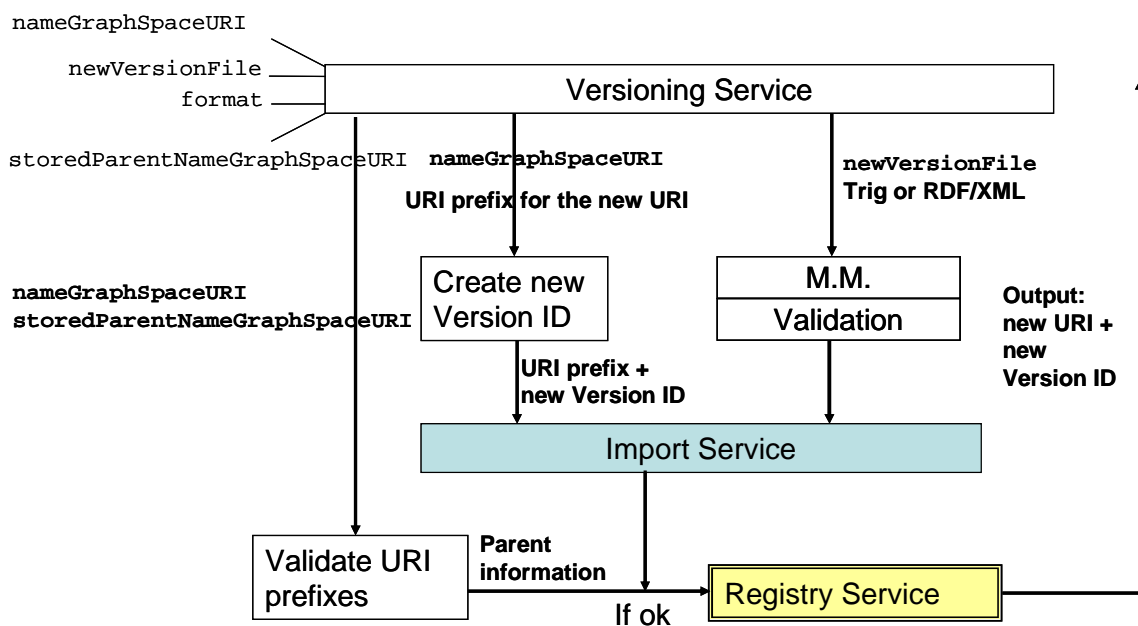 nameGraphSpaceURI
newVersionFile
format
storedParentNameGraphSpaceURI
Versioning Service
nameGraphSpaceURI
URI prefix for the new URI
newVersionFile
Trig or RDF/XML
nameGraphSpaceURI
storedParentNameGraphSpaceURI
Create new
Version ID
M.M.
Validation
Output:
new URI +
new
Version ID
URI prefix +
new Version ID
Import Service
Validate URI
prefixes
Parent
information
If ok
Registry Service